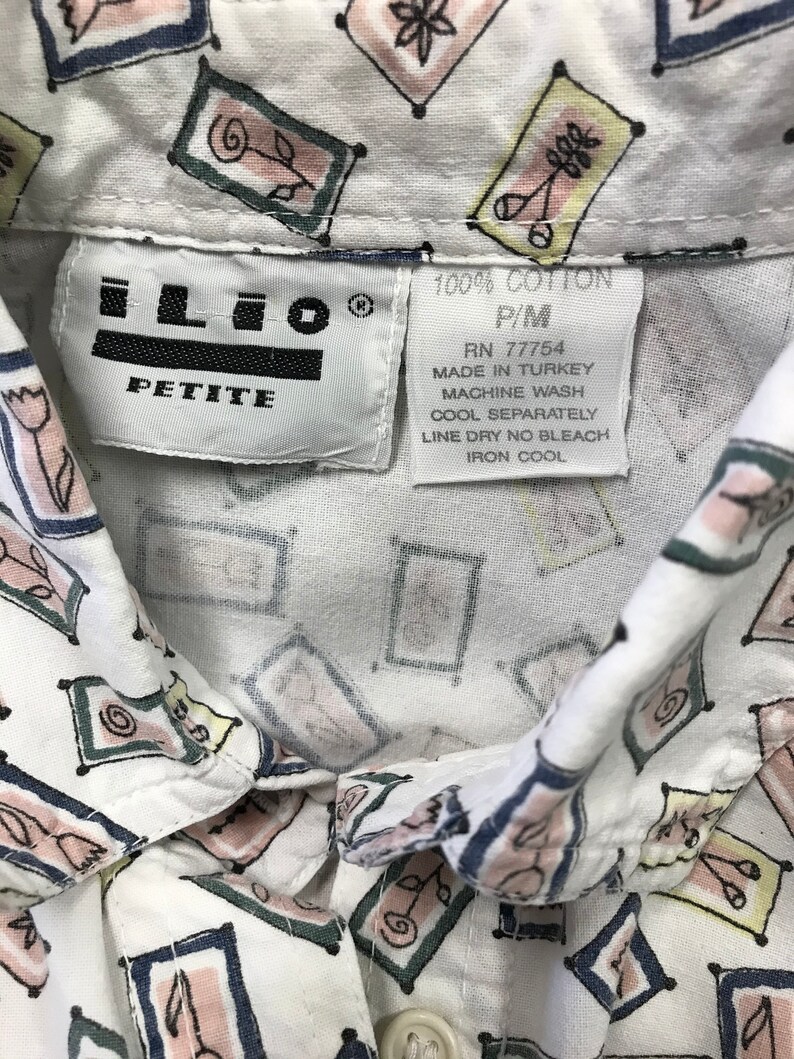 iLio ®
PETITE
100% COTTON
P/M
RN 77754
MADE IN TURKEY
MACHINE WASH
COOL SEPARATELY
LINE DRY NO BLEACH
IRON COOL